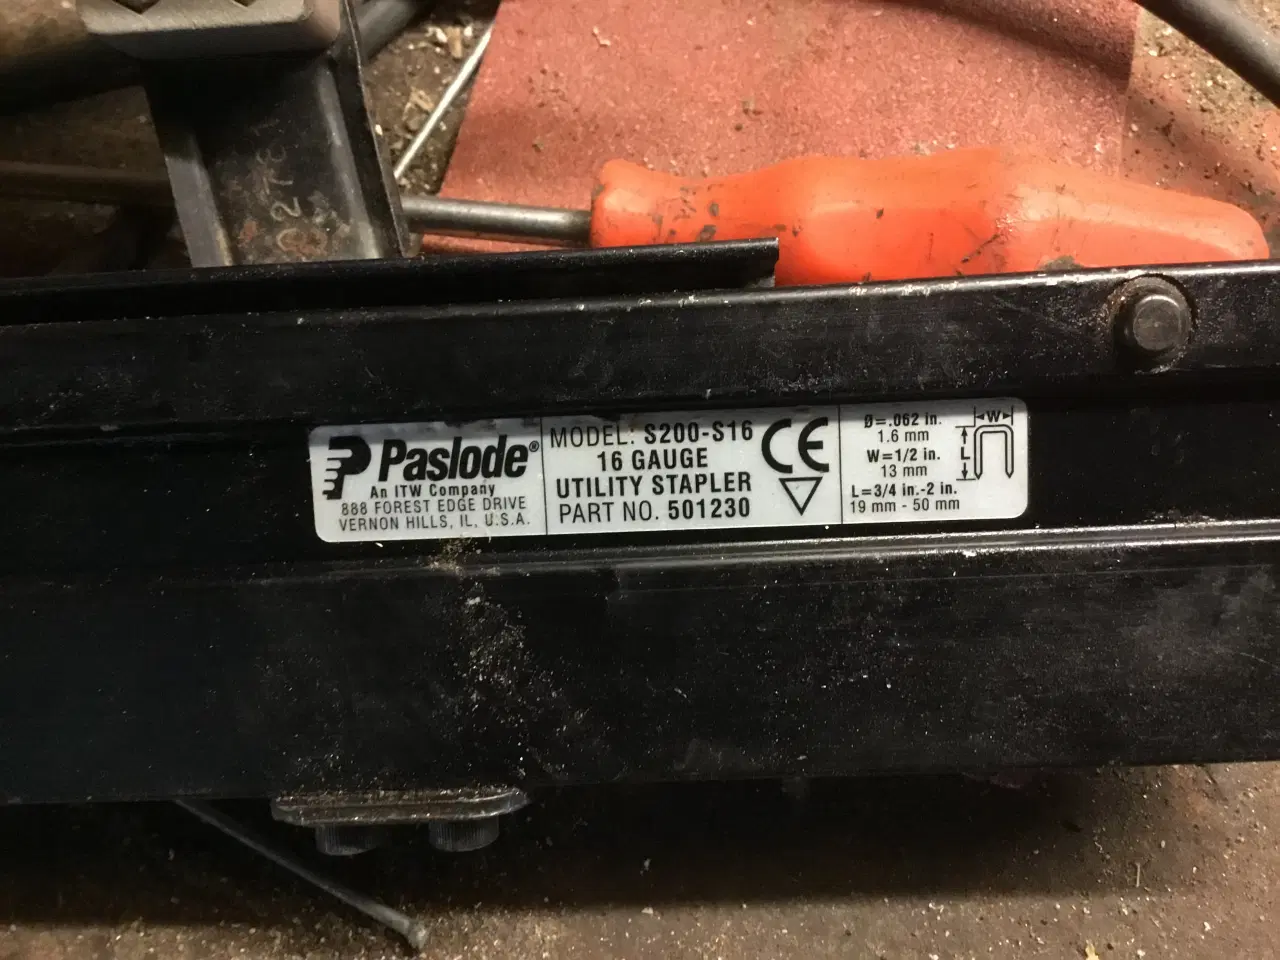 Paslode®
An ITW Company
888 FOREST EDGE DRIVE
VERNON HILLS, IL, U.S.A.
MODEL: S200-S16
16 GAUGE
UTILITY STAPLER
PART NO. 501230
CE
Ø=.062 in.
1.6 mm
W=1/2 in.
13 mm
L=3/4 in.-2 in.
19 mm - 50 mm
W
L